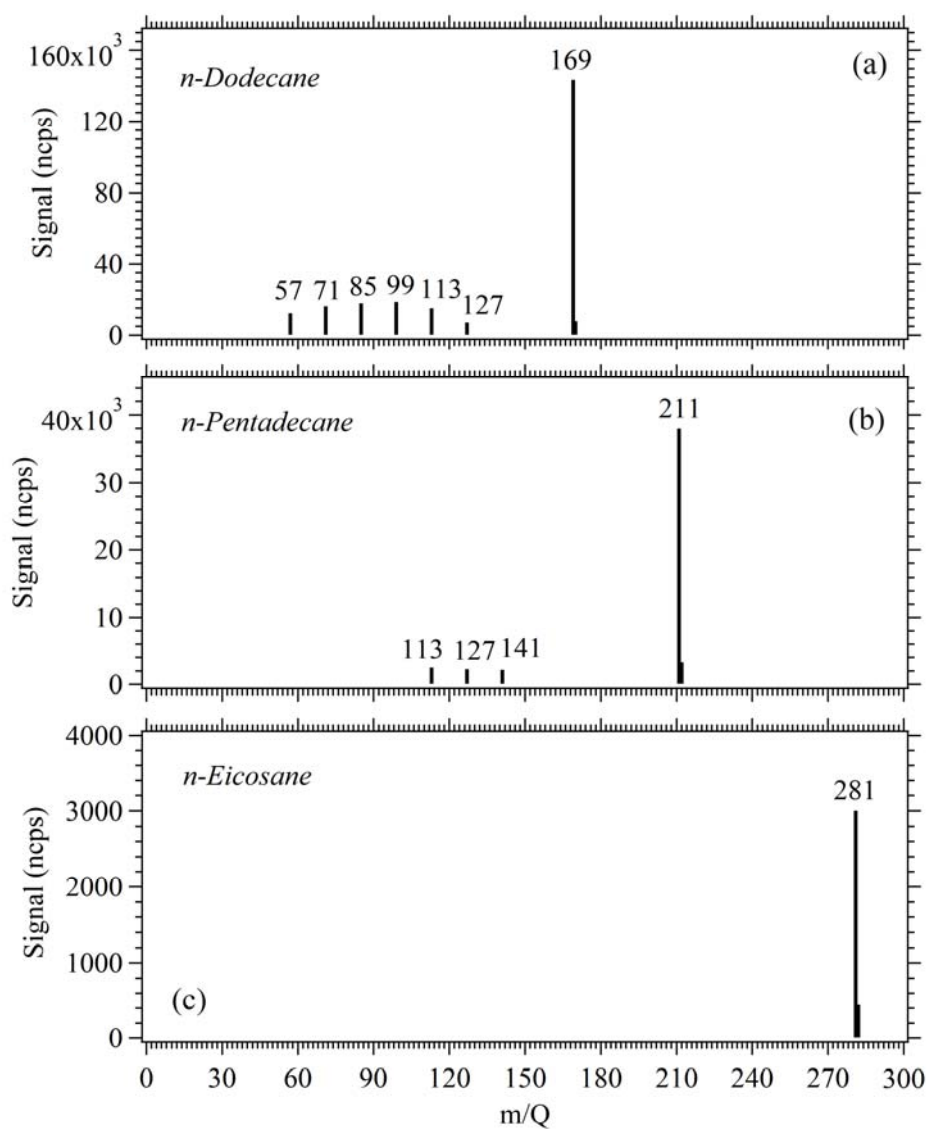 160x10³
169
(a)
n-Dodecane
120
Signal (ncps)
80
40
57 71 85 99 113 127
0
40x10³
211
(b)
n-Pentadecane
30
Signal (ncps)
20
10
113 127 141
0
4000
n-Eicosane
281
3000
Signal (ncps)
2000
1000
(c)
0
0 30 60 90 120 150 180 210 240 270 300
m/Q